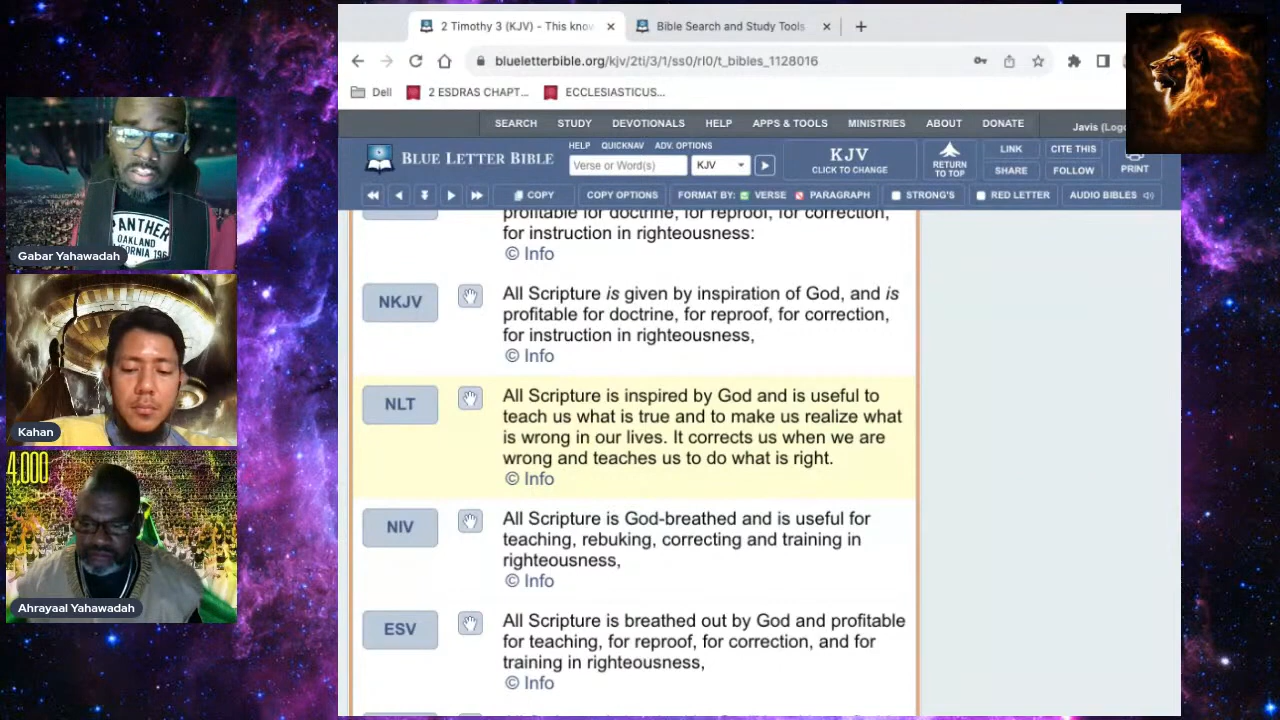 2 Timothy 3 (KJV) - This kno
Bible Search and Study Tools
blueletterbible.org/kjv/2ti/3/1/ss0/rl0/t_bibles_1128016
Dell
2 ESDRAS CHAPT...
ECCLESIASTICUS...
SEARCH STUDY DEVOTIONALS HELP APPS & TOOLS MINISTRIES ABOUT DONATE
Javis (Logo
BLUE LETTER BIBLE
HELP QUICKNAV ADV. OPTIONS
Verse or Word(s)
KJV
KJV
CLICK TO CHANGE
RETURN
TO TOP
LINK
CITE THIS
SHARE
FOLLOW
PRINT
COPY
COPY OPTIONS
FORMAT BY: VERSE PARAGRAPH
STRONG'S
RED LETTER
AUDIO BIBLES
profitable for doctrine, for reproof, for correction,
for instruction in righteousness:
© Info
NKJV
All Scripture is given by inspiration of God, and is
profitable for doctrine, for reproof, for correction,
for instruction in righteousness,
© Info
NLT
All Scripture is inspired by God and is useful to
teach us what is true and to make us realize what
is wrong in our lives. It corrects us when we are
wrong and teaches us to do what is right.
© Info
NIV
All Scripture is God-breathed and is useful for
teaching, rebuking, correcting and training in
righteousness,
© Info
ESV
All Scripture is breathed out by God and profitable
for teaching, for reproof, for correction, and for
training in righteousness,
© Info
PANTHER
OAKLAND
Gabar Yahawadah
Kahan
4,000
Ahrayaal Yahawadah